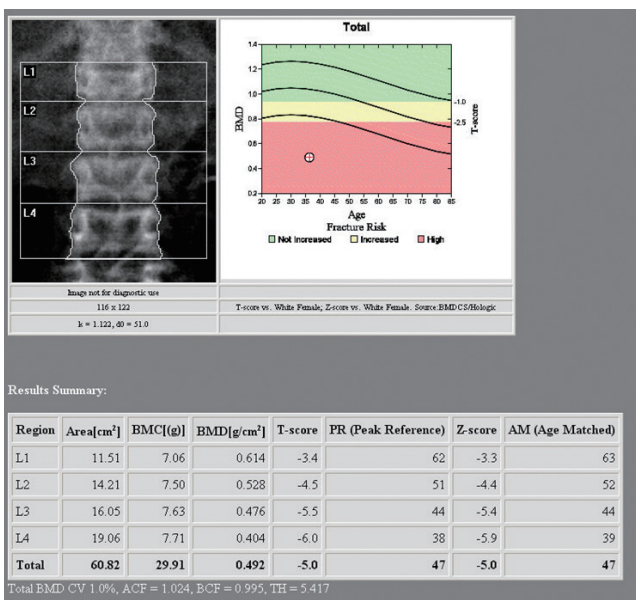 Total
L1
L2
L3
L4
BMD
1.4
1.2
1.0
0.8
0.6
0.4
0.2
20 25 30 35 40 45 50 55 60 65 70 75 80 85
-1.0
-2.5
T-score
Age
Fracture Risk
Not Increased Increased High
Image not for diagnostic use
116 x 122
T-score vs. White Female; Z-score vs. White Female. Source:BMDCS/Hologic
k = 1.122, d0 = 51.0
Results Summary:
Region Area[cm²] BMC[(g)] BMD[g/cm²] T-score PR (Peak Reference) Z-score AM (Age Matched)
L1 11.51 7.06 0.614 -3.4 62 -3.3 63
L2 14.21 7.50 0.528 -4.5 51 -4.4 52
L3 16.05 7.63 0.476 -5.5 44 -5.4 44
L4 19.06 7.71 0.404 -6.0 38 -5.9 39
Total 60.82 29.91 0.492 -5.0 47 -5.0 47
Total BMD CV 1.0%, ACF = 1.024, BCF = 0.995, TH = 5.417